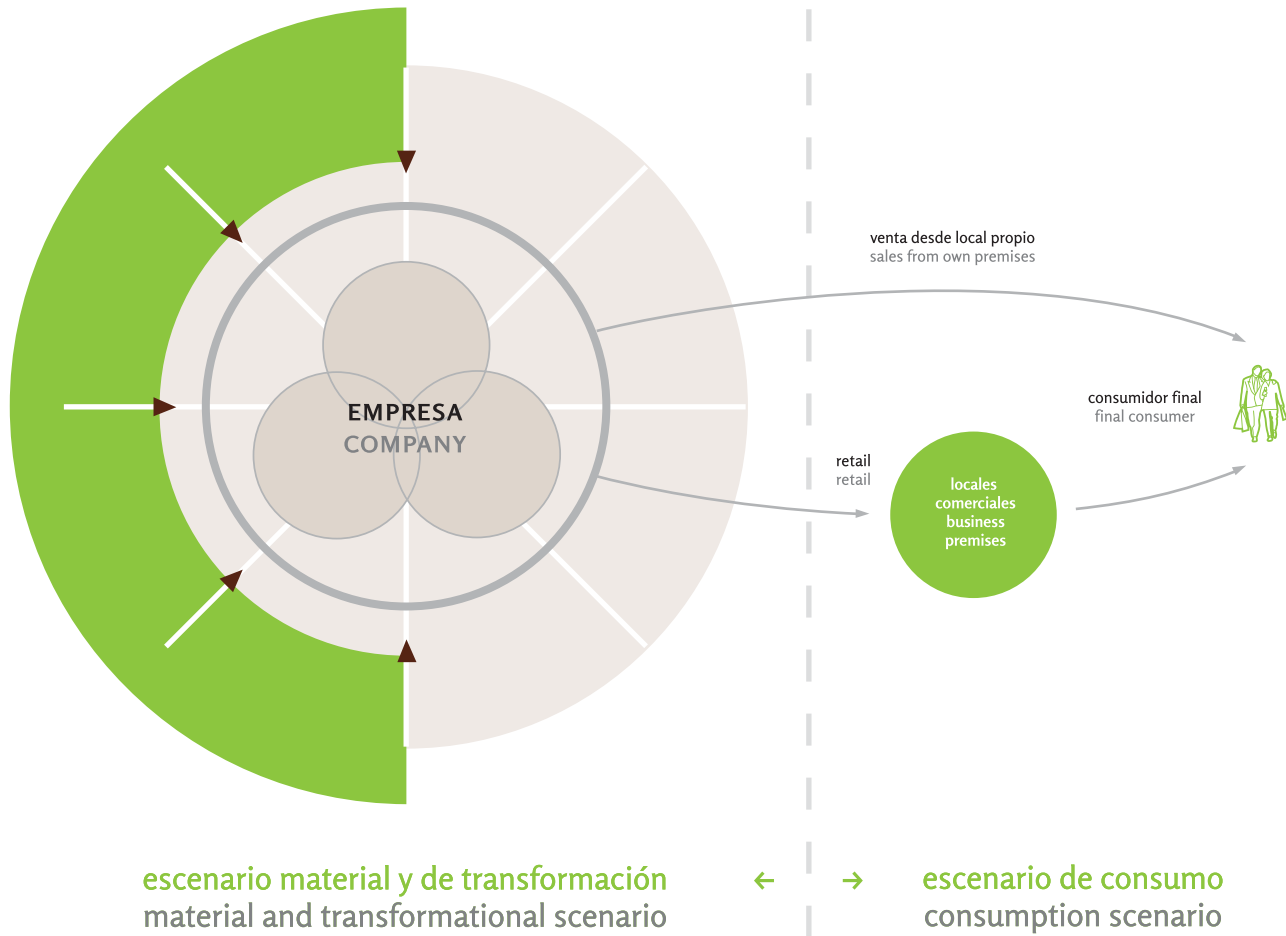 venta desde local propio
sales from own premises
consumidor final
final consumer
EMPRESA
COMPANY
retail
retail
locales
comerciales
business
premises
escenario material y de transformación
material and transformational scenario
escenario de consumo
consumption scenario